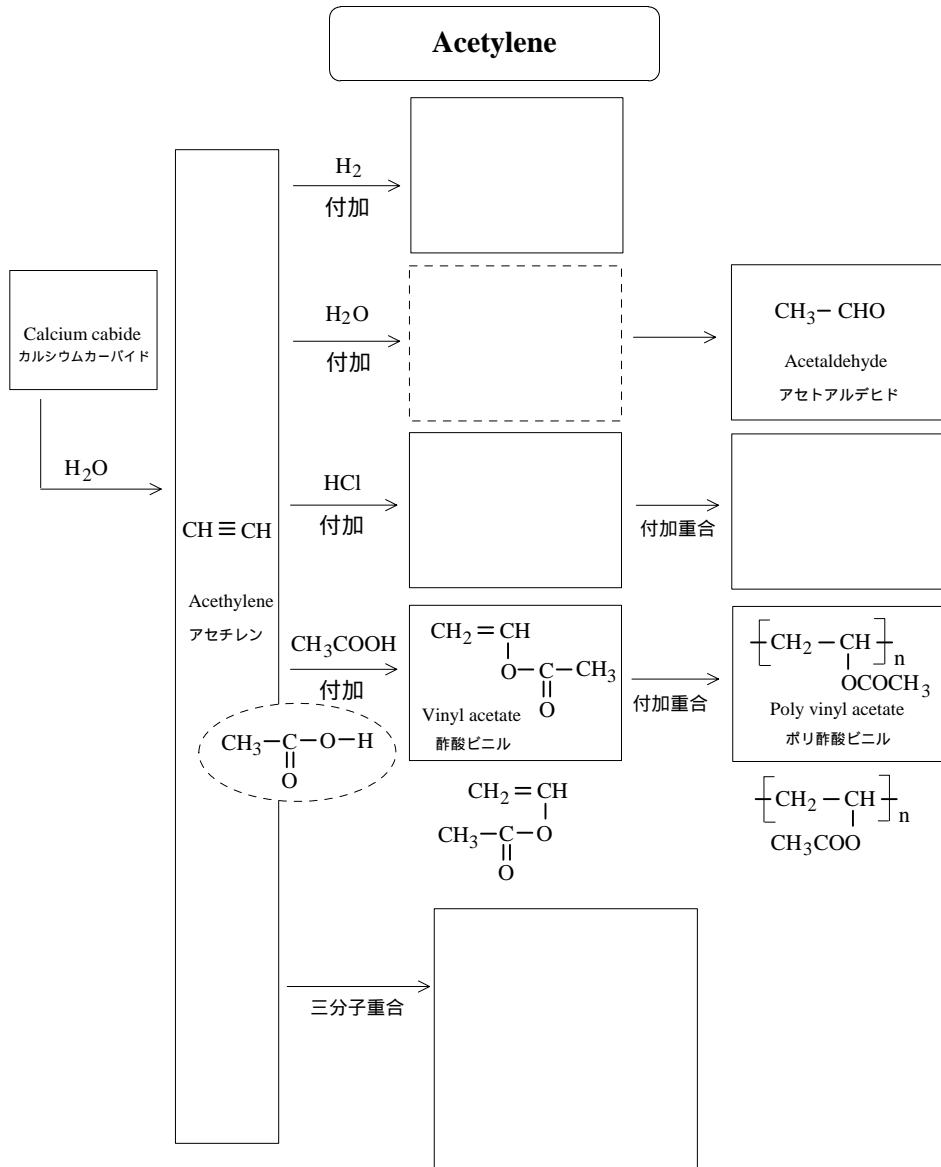 Acetylene
H2
付加
Calcium cabide
カルシウムカーバイド
H2O
CH≡CH
Acethylene
アセチレン
H2O
付加
CH3− CHO
Acetaldehyde
アセトアルデヒド
HCl
付加
付加重合
CH3COOH
付加
CH3−C−O−H
O
CH2=CH
O−C−CH3
O
Vinyl acetate
酢酸ビニル
付加重合
[CH2−CH]n
OCOCH3
Poly vinyl acetate
ポリ酢酸ビニル
CH2=CH
CH3−C−O
O
[CH2−CH]n
CH3COO
三分子重合